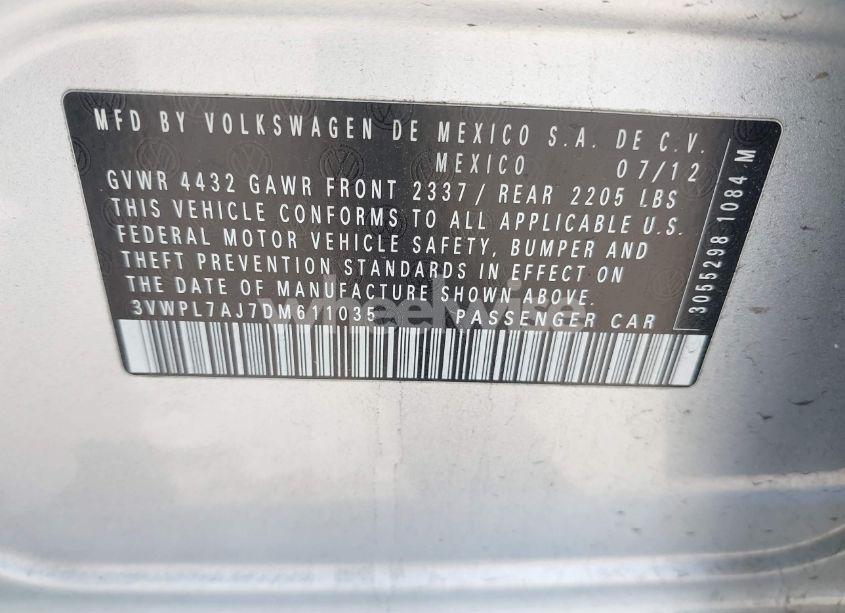 MFD BY VOLKSWAGEN DE MEXICO S.A. DE C.V.
MEXICO 07/12
GVWR 4432 GAWR FRONT 2337/ REAR 2205 LBS
THIS VEHICLE CONFORMS TO ALL APPLICABLE U.S.
FEDERAL MOTOR VEHICLE SAFETY, BUMPER AND
THEFT PREVENTION STANDARDS IN EFFECT ON
THE DATE OF MANUFACTURE SHOWN ABOVE.
3VWPL7AJ7DM611035 PASSENGER CAR
3055298 1084 M